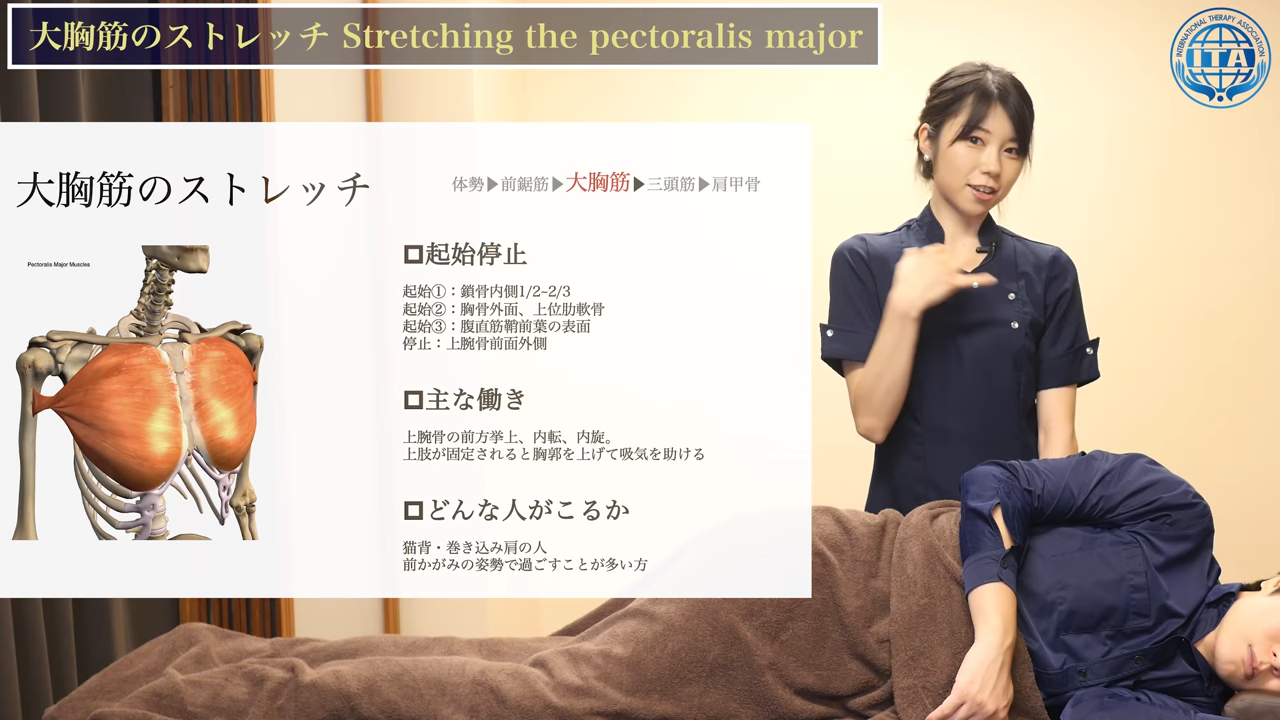 大胸筋のストレッチ Stretching the pectoralis major
INTERNATIONAL THERAPY ASSOCIATION
ITA
大胸筋のストレッチ
体勢▶前鋸筋▶大胸筋▶三頭筋▶肩甲骨
Pectoralis Major Muscles
□起始停止
起始①：鎖骨内側1/2~2/3
起始②：胸骨外面、上位肋軟骨
起始③：腹直筋鞘前葉の表面
停止：上腕骨前面外側
□主な働き
上腕骨の前方挙上、内転、内旋。
上肢が固定されると胸郭を上げて吸気を助ける
□どんな人がこるか
猫背・巻き込み肩の人
前かがみの姿勢で過ごすことが多い方